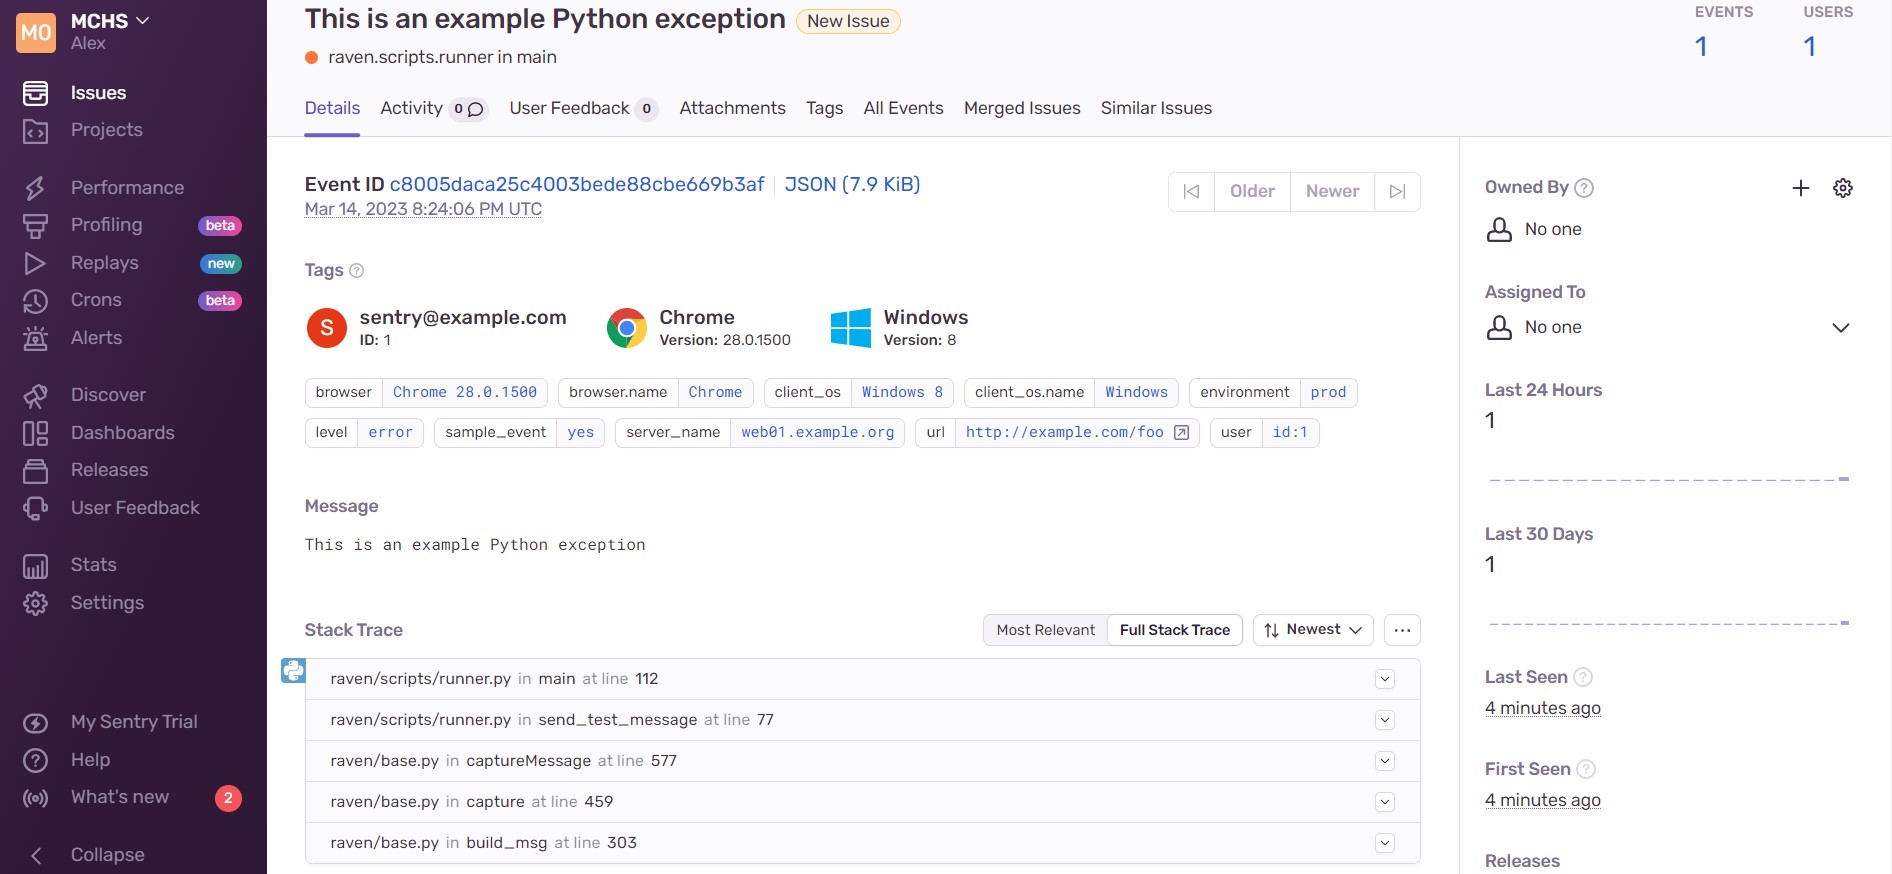 MO
MCHS
Alex
Issues
Projects
Performance
Profiling beta
Replays new
Crons beta
Alerts
Discover
Dashboards
Releases
User Feedback
Stats
Settings
My Sentry Trial
Help
What's new 2
Collapse
This is an example Python exception New Issue
raven.scripts.runner in main
EVENTS USERS
1 1
Details Activity 0 User Feedback 0 Attachments Tags All Events Merged Issues Similar Issues
Event ID c8005daca25c4003bede88cbe669b3af JSON (7.9 KiB)
Mar 14, 2023 8:24:06 PM UTC
Older Newer
Tags ?
S sentry@example.com
ID: 1
Chrome
Version: 28.0.1500
Windows
Version: 8
browser Chrome 28.0.1500 browser.name Chrome client_os Windows 8 client_os.name Windows environment prod
level error sample_event yes server_name web01.example.org url http://example.com/foo user id:1
Message
This is an example Python exception
Stack Trace
Most Relevant Full Stack Trace Newest ...
raven/scripts/runner.py in main at line 112
raven/scripts/runner.py in send_test_message at line 77
raven/base.py in captureMessage at line 577
raven/base.py in capture at line 459
raven/base.py in build_msg at line 303
Owned By ?
No one
Assigned To
No one
Last 24 Hours
1
Last 30 Days
1
Last Seen ?
4 minutes ago
First Seen ?
4 minutes ago
Releases